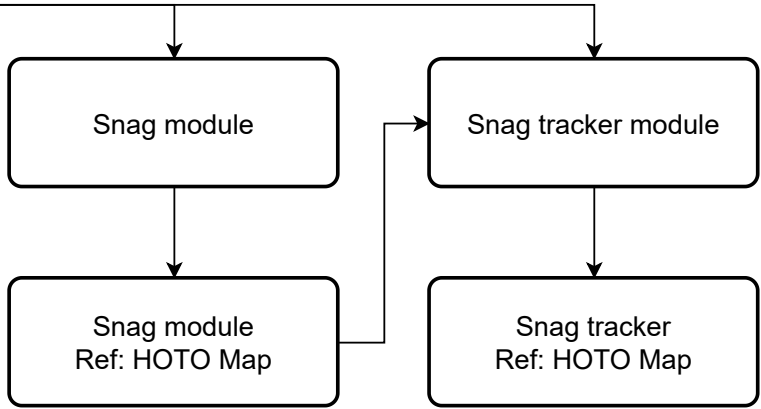 Snag module
Snag tracker module
Snag module
Ref: HOTO Map
Snag tracker
Ref: HOTO Map